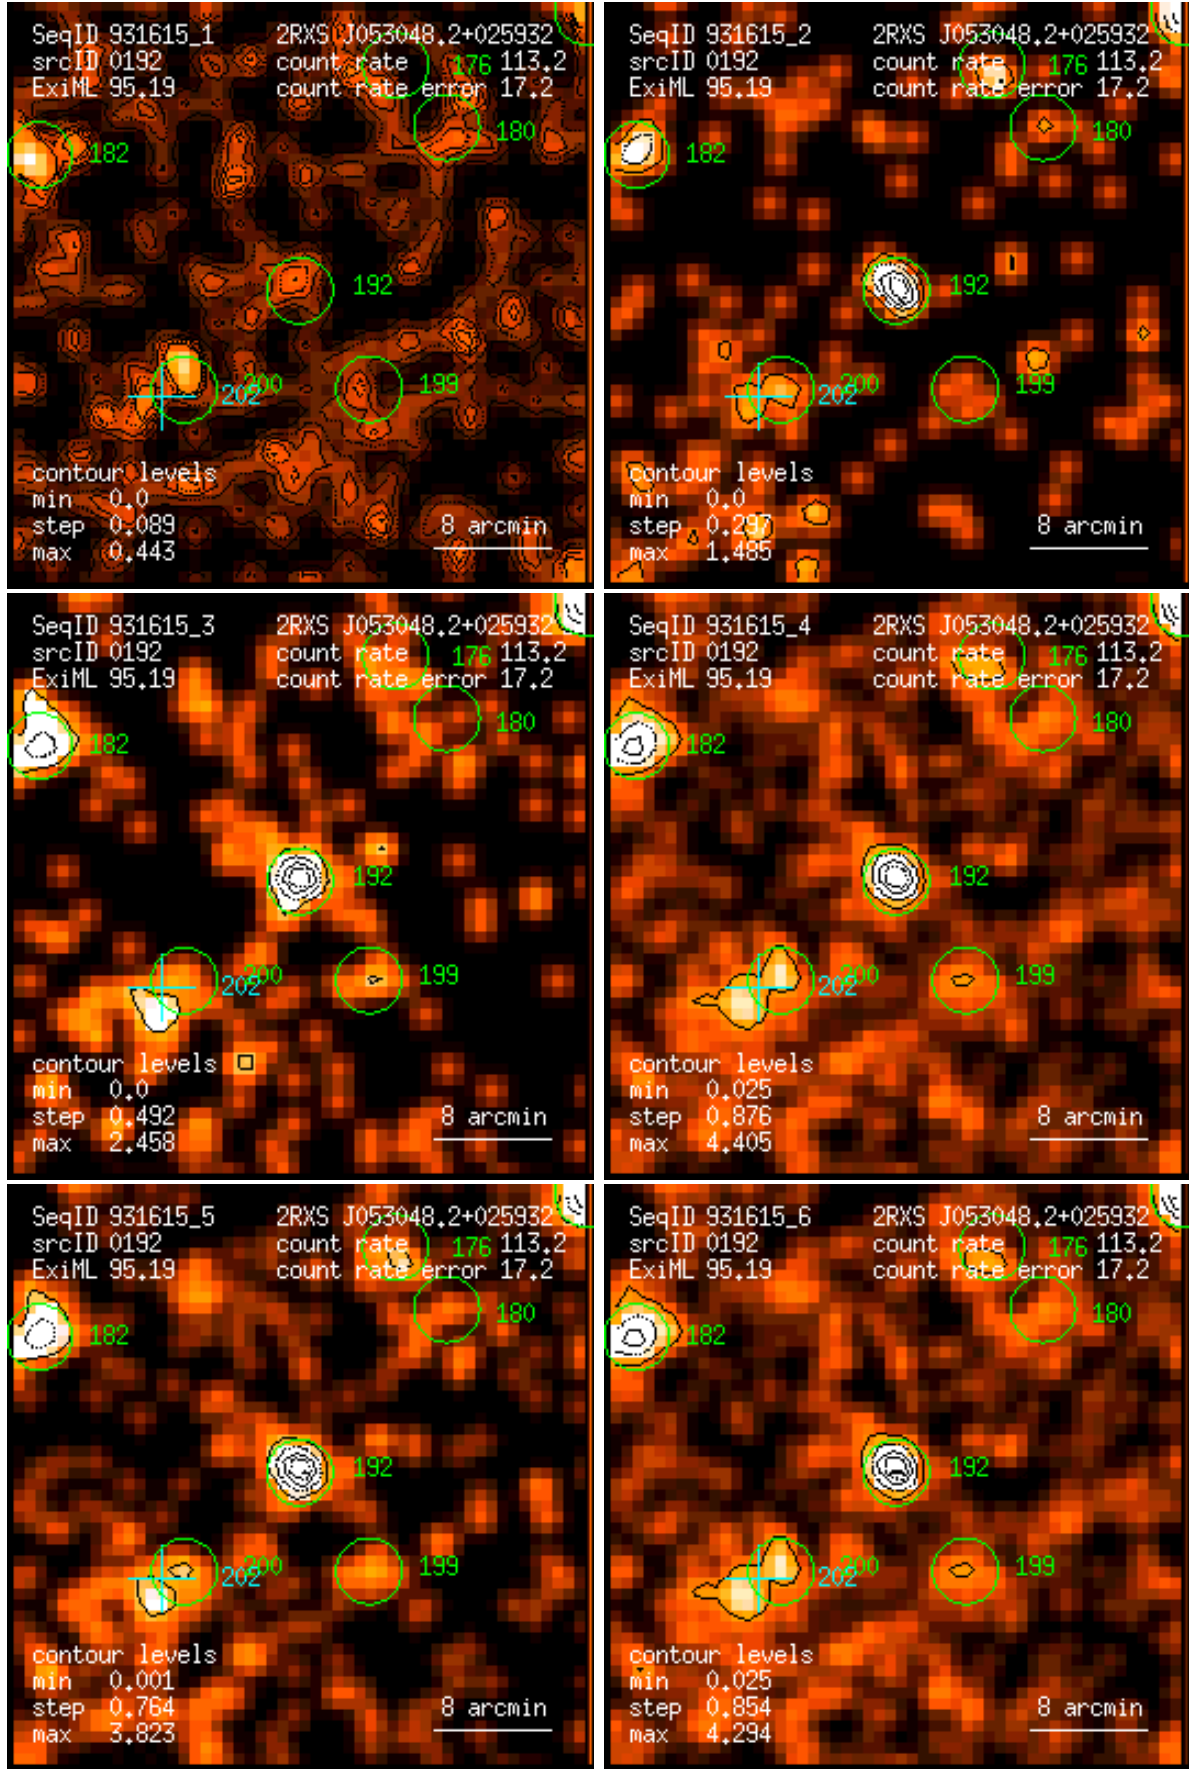 SeqID 931615_1 2RXS J053048.2+025932
srcID 0192 count rate 176 113.2
ExiML 95.19 count rate error 17.2
180
182
192
200
202
199
contour levels
min 0.0
step 0.089
max 0.443
8 arcmin
SeqID 931615_2 2RXS J053048.2+025932
srcID 0192 count rate 176 113.2
ExiML 95.19 count rate error 17.2
180
182
192
200
202
199
contour levels
min 0.0
step 0.297
max 1.485
8 arcmin
SeqID 931615_3 2RXS J053048.2+025932
srcID 0192 count rate 176 113.2
ExiML 95.19 count rate error 17.2
180
182
192
200
202
199
contour levels
min 0.0
step 0.492
max 2.458
8 arcmin
SeqID 931615_4 2RXS J053048.2+025932
srcID 0192 count rate 176 113.2
ExiML 95.19 count rate error 17.2
180
182
192
200
202
199
contour levels
min 0.025
step 0.876
max 4.405
8 arcmin
SeqID 931615_5 2RXS J053048.2+025932
srcID 0192 count rate 176 113.2
ExiML 95.19 count rate error 17.2
180
182
192
200
202
199
contour levels
min 0.001
step 0.764
max 3.823
8 arcmin
SeqID 931615_6 2RXS J053048.2+025932
srcID 0192 count rate 176 113.2
ExiML 95.19 count rate error 17.2
180
182
192
200
202
199
contour levels
min 0.025
step 0.854
max 4.294
8 arcmin